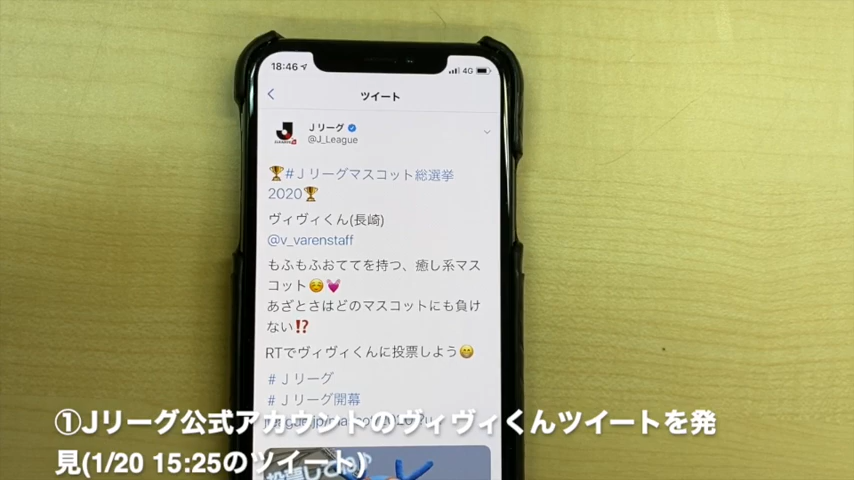 18:46
4G
ツイート
Jリーグ
@J_League
🏆#Jリーグマスコット総選挙
2020🏆
ヴィヴィくん(長崎)
@v_varenstaff
もふもふおててを持つ、癒し系マス
コット☺️💓
あざとさはどのマスコットにも負け
ない⁉️
RTでヴィヴィくんに投票しよう😁
#Jリーグ
#Jリーグ開幕
①Jリーグ公式アカウントのヴィヴィくんツイートを発
見(1/20 15:25のツイート)